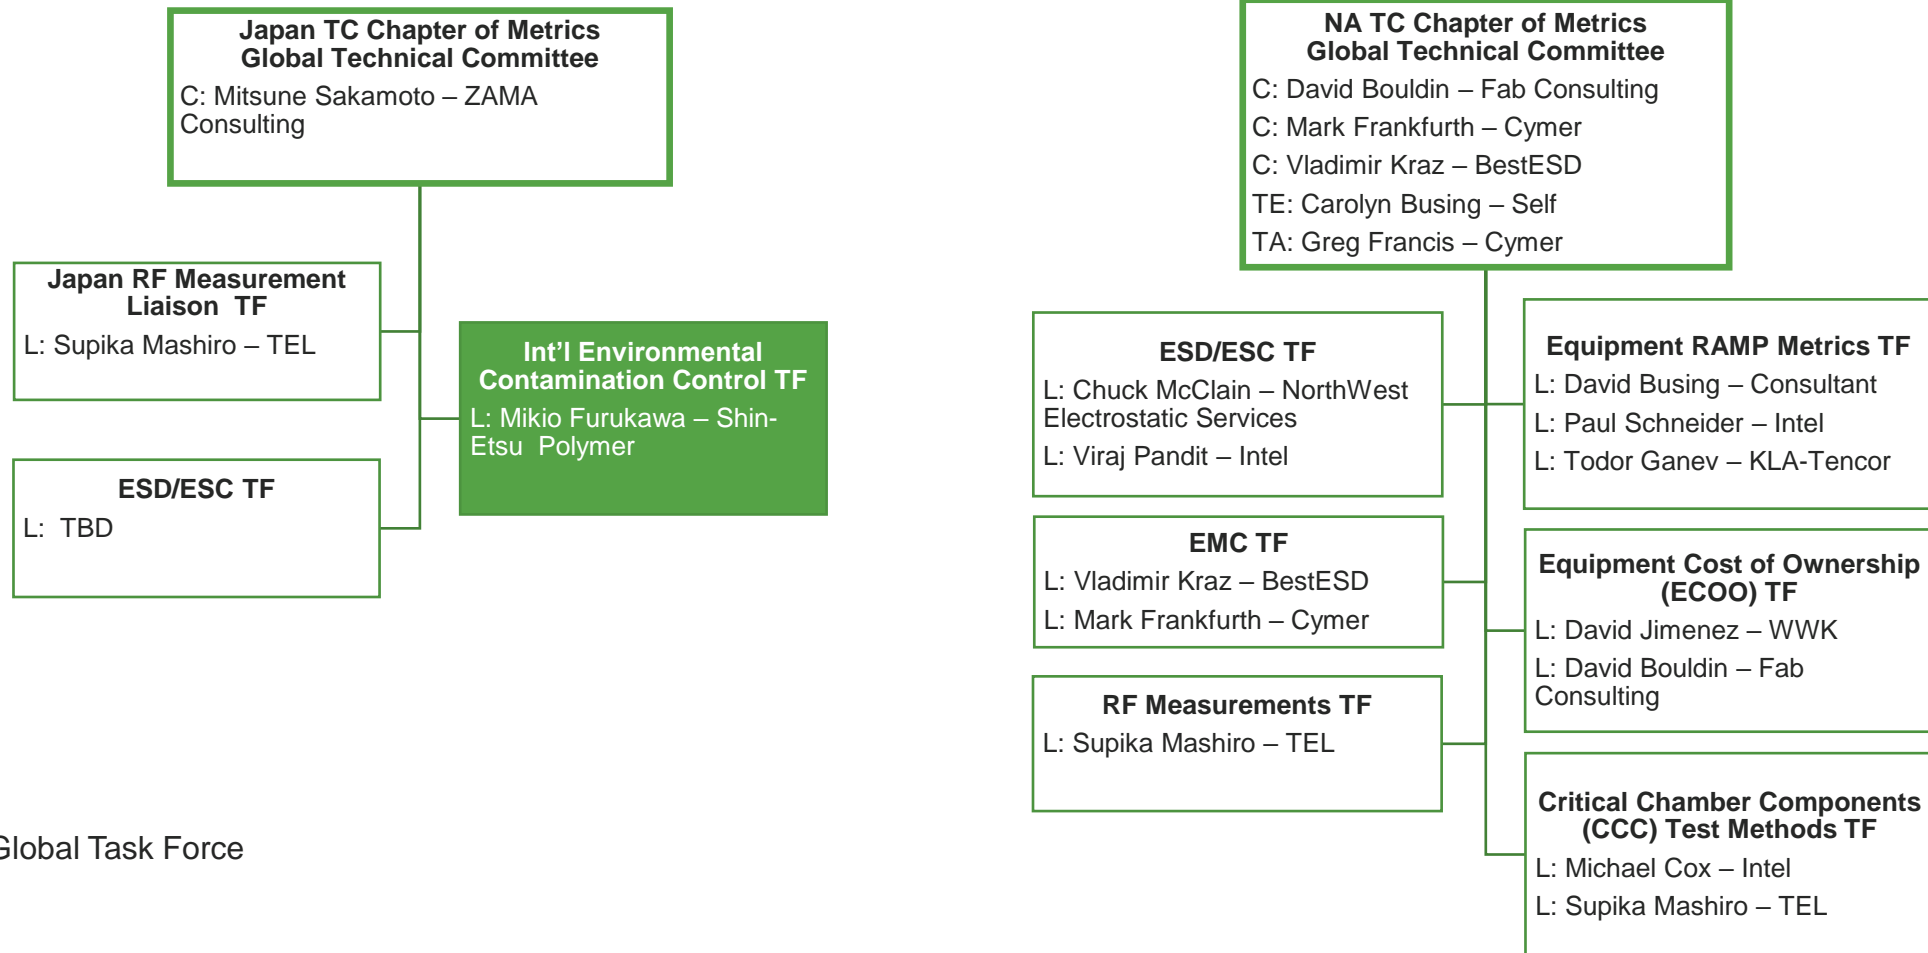 Japan TC Chapter of Metrics
Global Technical Committee
C: Mitsune Sakamoto – ZAMA
Consulting
Japan RF Measurement
Liaison TF
L: Supika Mashiro – TEL
Int'l Environmental
Contamination Control TF
L: Mikio Furukawa – Shin-
Etsu Polymer
ESD/ESC TF
L: TBD
Global Task Force
NA TC Chapter of Metrics
Global Technical Committee
C: David Bouldin – Fab Consulting
C: Mark Frankfurth – Cymer
C: Vladimir Kraz – BestESD
TE: Carolyn Busing – Self
TA: Greg Francis – Cymer
ESD/ESC TF
L: Chuck McClain – NorthWest
Electrostatic Services
L: Viraj Pandit – Intel
EMC TF
L: Vladimir Kraz – BestESD
L: Mark Frankfurth – Cymer
RF Measurements TF
L: Supika Mashiro – TEL
Equipment RAMP Metrics TF
L: David Busing – Consultant
L: Paul Schneider – Intel
L: Todor Ganev – KLA-Tencor
Equipment Cost of Ownership
(ECOO) TF
L: David Jimenez – WWK
L: David Bouldin – Fab
Consulting
Critical Chamber Components
(CCC) Test Methods TF
L: Michael Cox – Intel
L: Supika Mashiro – TEL